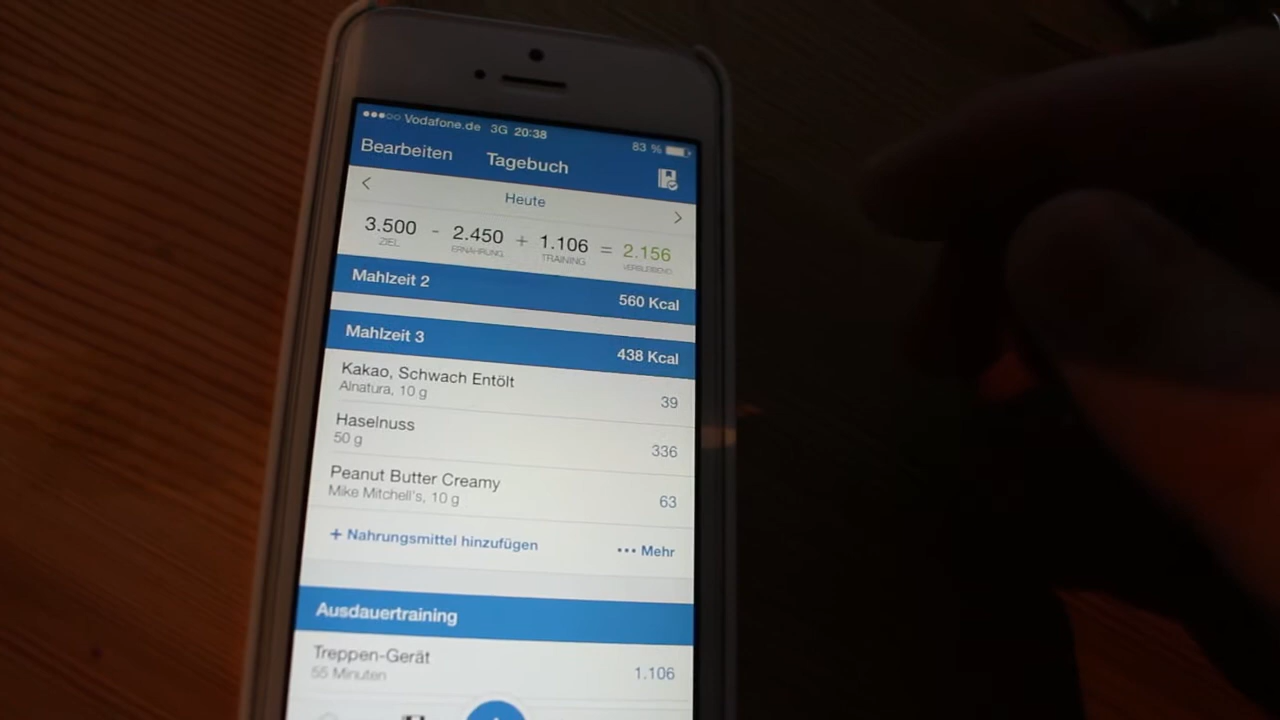 Vodafone.de 3G 20:38 83 %
Bearbeiten Tagebuch
Heute
3.500 - 2.450 + 1.106 = 2.156
ZIEL ERNÄHRUNG TRAINING VERBLEIBEND
Mahlzeit 2 560 Kcal
Mahlzeit 3 438 Kcal
Kakao, Schwach Entölt 39
Alnatura, 10 g
Haselnuss 336
50 g
Peanut Butter Creamy 63
Mike Mitchell's, 10 g
+ Nahrungsmittel hinzufügen ••• Mehr
Ausdauertraining
Treppen-Gerät 1.106
55 Minuten